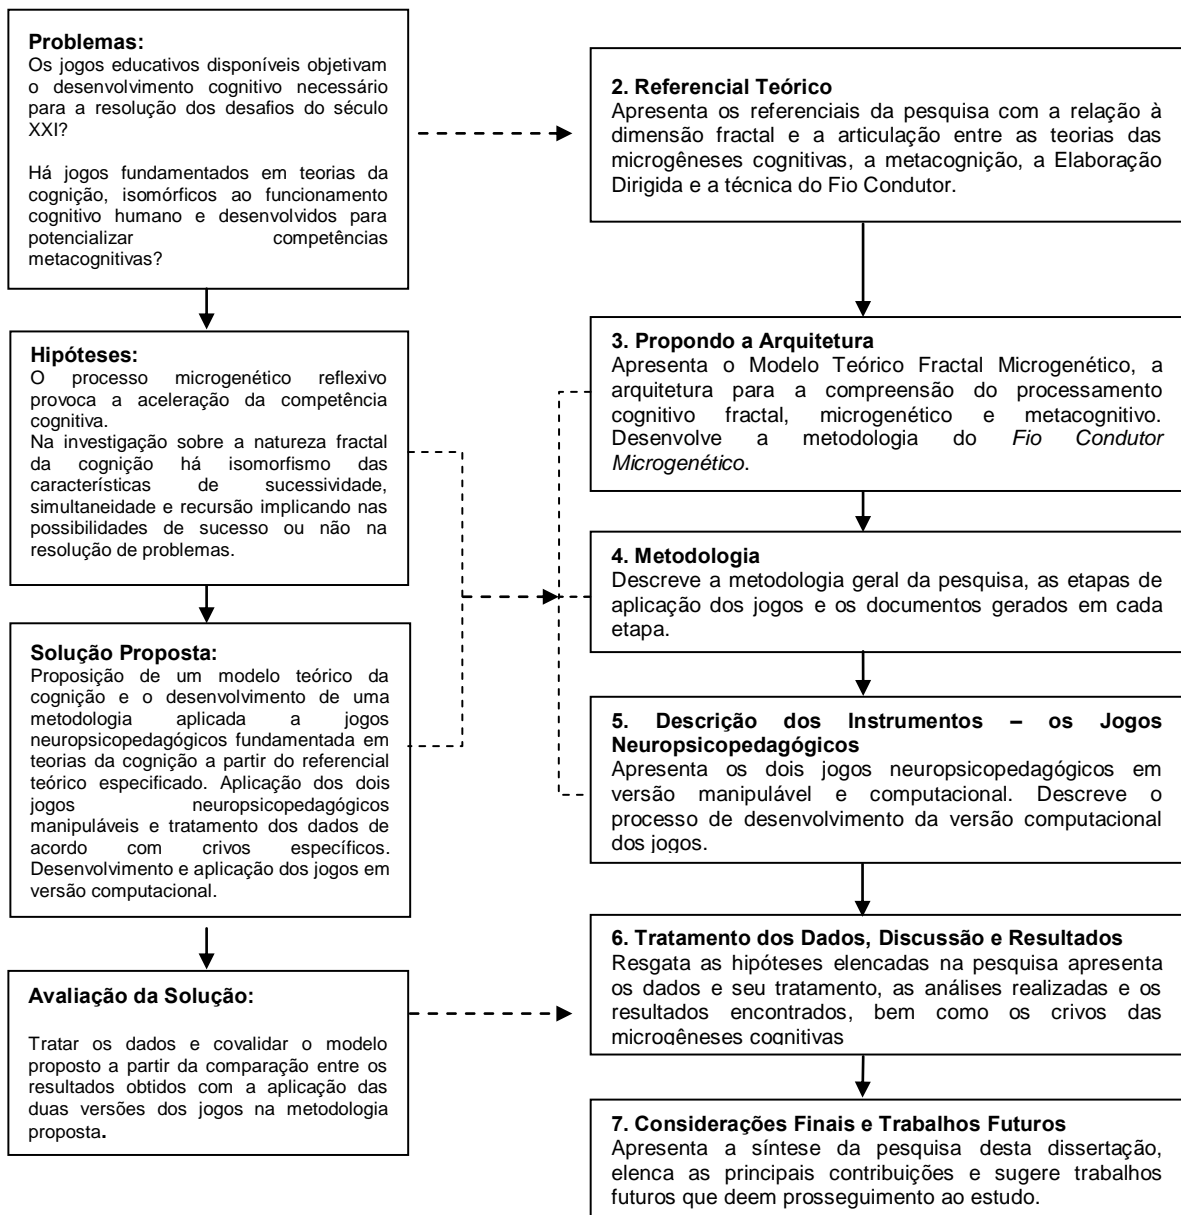 Problemas:
Os jogos educativos disponíveis objetivam
o desenvolvimento cognitivo necessário
para a resolução dos desafios do século
XXI?
Há jogos fundamentados em teorias da
cognição, isomórficos ao funcionamento
cognitivo humano e desenvolvidos para
potencializar competências
metacognitivas?
Hipóteses:
O processo microgenético reflexivo
provoca a aceleração da competência
cognitiva.
Na investigação sobre a natureza fractal
da cognição há isomorfismo das
características de sucessividade,
simultaneidade e recursão implicando nas
possibilidades de sucesso ou não na
resolução de problemas.
Solução Proposta:
Proposição de um modelo teórico da
cognição e o desenvolvimento de uma
metodologia aplicada a jogos
neuropsicopedagógicos fundamentada em
teorias da cognição a partir do referencial
teórico especificado. Aplicação dos dois
jogos neuropsicopedagógicos
manipuláveis e tratamento dos dados de
acordo com crivos específicos.
Desenvolvimento e aplicação dos jogos em
versão computacional.
Avaliação da Solução:
Tratar os dados e covalidar o modelo
proposto a partir da comparação entre os
resultados obtidos com a aplicação das
duas versões dos jogos na metodologia
proposta.
2. Referencial Teórico
Apresenta os referenciais da pesquisa com a relação à
dimensão fractal e a articulação entre as teorias das
microgêneses cognitivas, a metacognição, a Elaboração
Dirigida e a técnica do Fio Condutor.
3. Propondo a Arquitetura
Apresenta o Modelo Teórico Fractal Microgenético, a
arquitetura para a compreensão do processamento
cognitivo fractal, microgenético e metacognitivo.
Desenvolve a metodologia do Fio Condutor
Microgenético.
4. Metodologia
Descreve a metodologia geral da pesquisa, as etapas de
aplicação dos jogos e os documentos gerados em cada
etapa.
5. Descrição dos Instrumentos – os Jogos
Neuropsicopedagógicos
Apresenta os dois jogos neuropsicopedagógicos em
versão manipulável e computacional. Descreve o
processo de desenvolvimento da versão computacional
dos jogos.
6. Tratamento dos Dados, Discussão e Resultados
Resgata as hipóteses elencadas na pesquisa apresenta
os dados e seu tratamento, as análises realizadas e os
resultados encontrados, bem como os crivos das
microgêneses cognitivas
7. Considerações Finais e Trabalhos Futuros
Apresenta a síntese da pesquisa desta dissertação,
elenca as principais contribuições e sugere trabalhos
futuros que deem prosseguimento ao estudo.